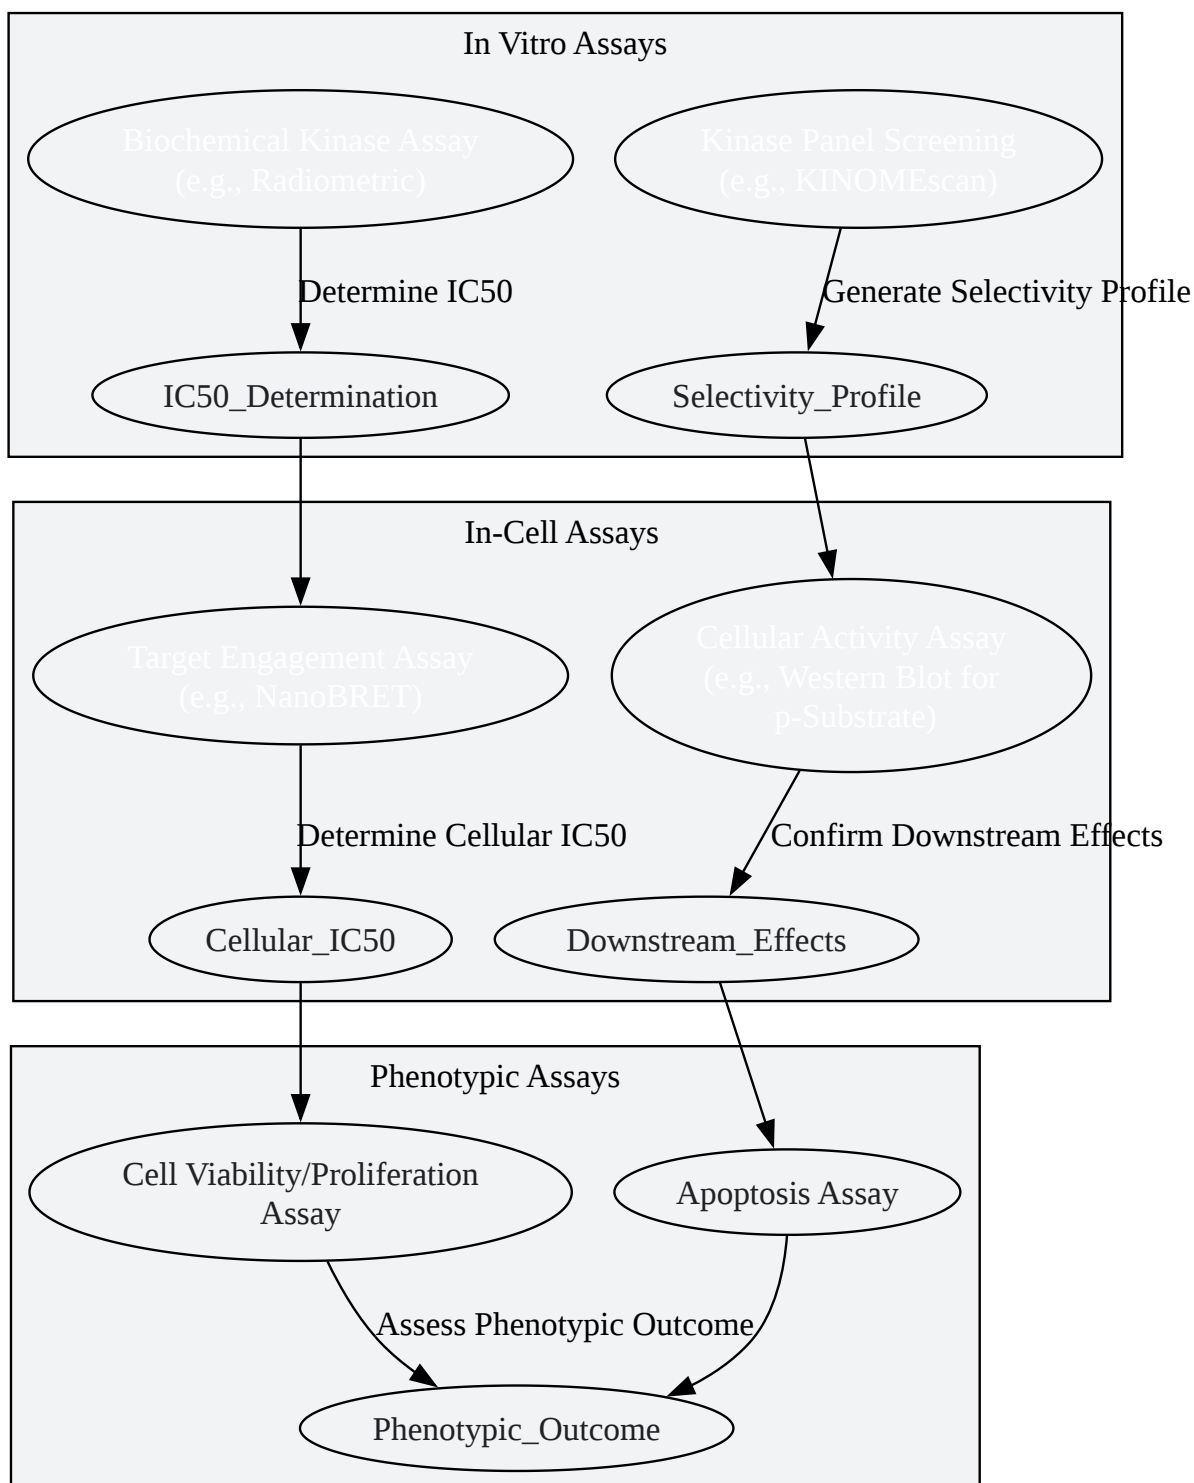 In Vitro Assays
Biochemical Kinase Assay
(e.g., Radiometric)
Kinase Panel Screening
(e.g., KINOMEscan)
Determine IC50
Generate Selectivity Profile
IC50_Determination
Selectivity_Profile
In-Cell Assays
Target Engagement Assay
(e.g., NanoBRET)
Cellular Activity Assay
(e.g., Western Blot for
p-Substrate)
Determine Cellular IC50
Confirm Downstream Effects
Cellular_IC50
Downstream_Effects
Phenotypic Assays
Cell Viability/Proliferation
Assay
Apoptosis Assay
Assess Phenotypic Outcome
Phenotypic_Outcome